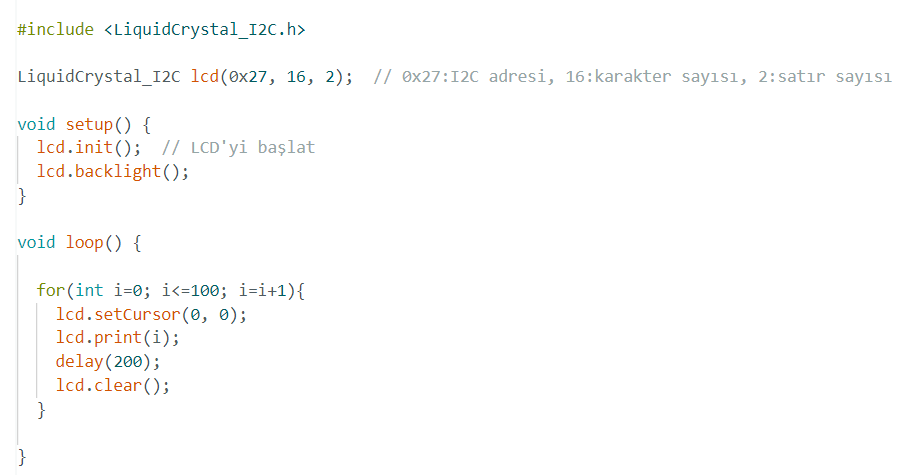 #include <LiquidCrystal_I2C.h>
LiquidCrystal_I2C lcd(0x27, 16, 2);  // 0x27:I2C adresi, 16:karakter sayısı, 2:satır sayısı
void setup() {
  lcd.init();  // LCD'yi başlat
  lcd.backlight();
}
void loop() {
  for(int i=0; i<=100; i=i+1){
    lcd.setCursor(0, 0);
    lcd.print(i);
    delay(200);
    lcd.clear();
  }
}